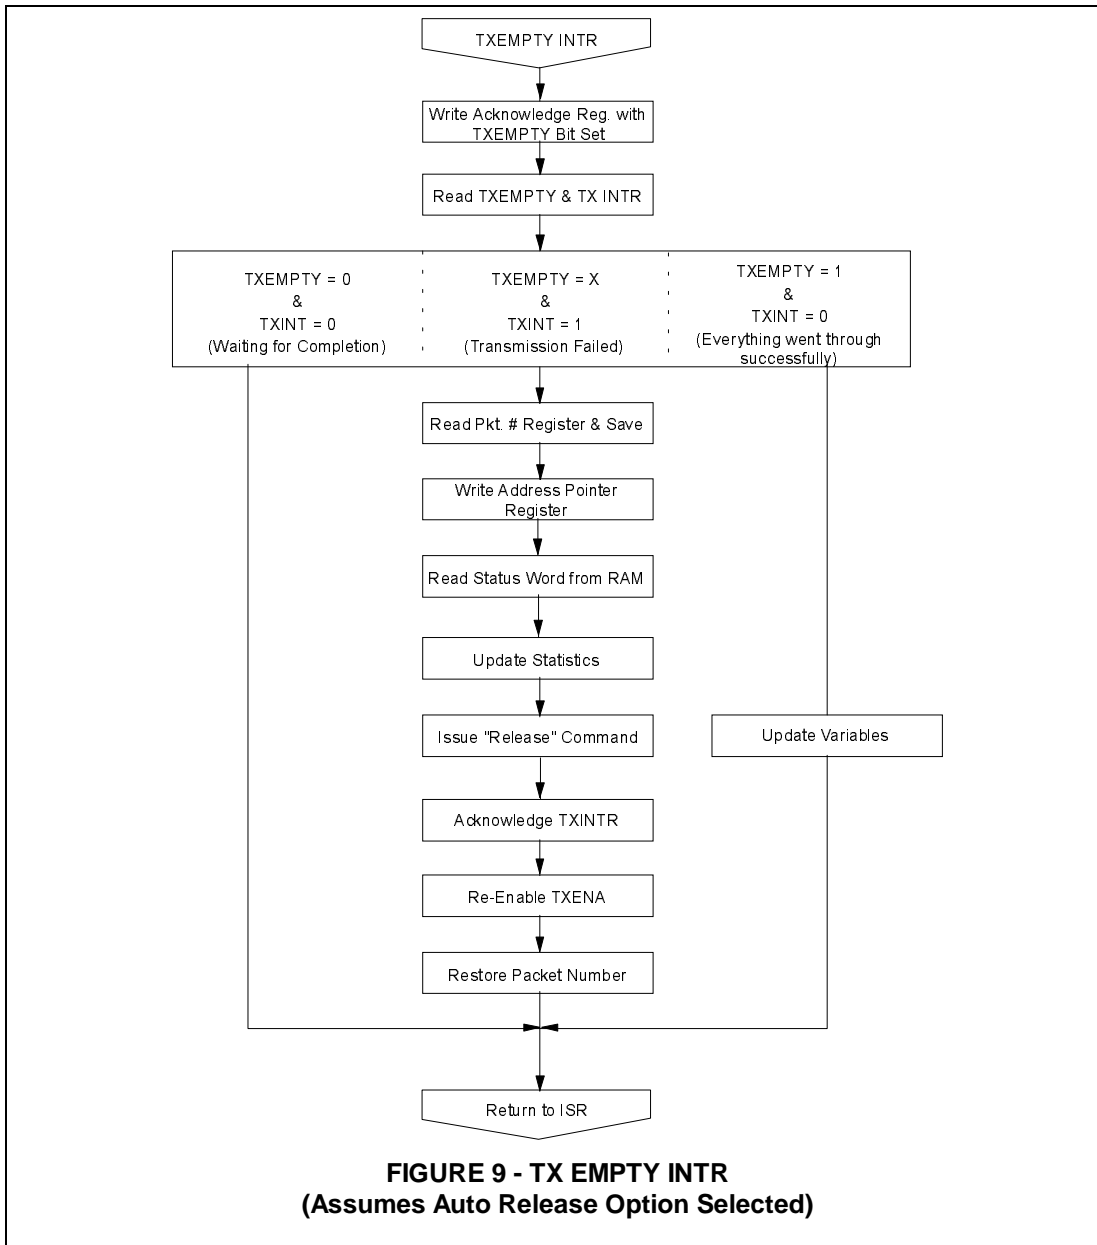 TXEMPTY INTR
Write Acknowledge Reg. with
TXEMPTY Bit Set
Read TXEMPTY & TX INTR
TXEMPTY = 0
&
TXINT = 0
(Waiting for Completion)
TXEMPTY = X
&
TXINT = 1
(Transmission Failed)
TXEMPTY = 1
&
TXINT = 0
(Everything went through
successfully)
Read Pkt. # Register & Save
Write Address Pointer
Register
Read Status Word from RAM
Update Statistics
Issue "Release" Command
Update Variables
Acknowledge TXINTR
Re-Enable TXENA
Restore Packet Number
Return to ISR
FIGURE 9 - TX EMPTY INTR
(Assumes Auto Release Option Selected)